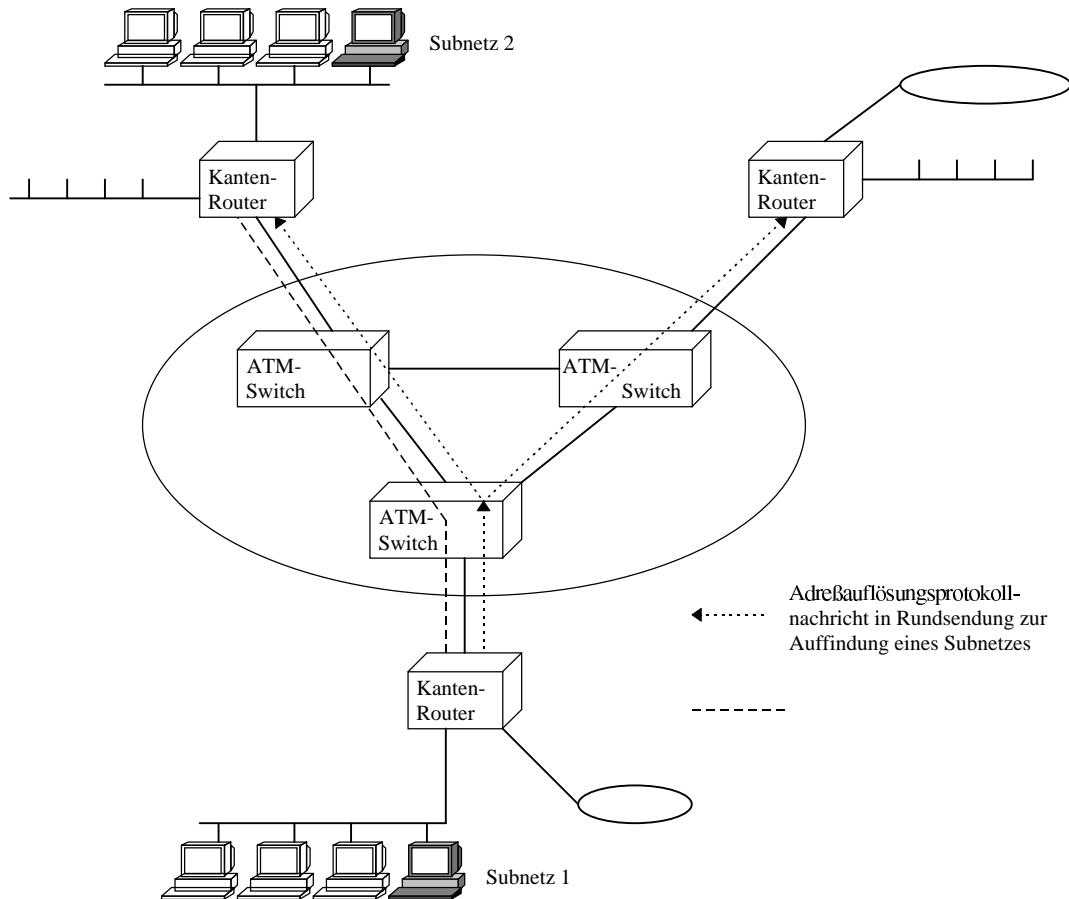 Subnetz 2
Kanten-
Router
Kanten-
Router
ATM-
Switch
ATM-
Switch
ATM-
Switch
Adreßauflösungsprotokoll-
nachricht in Rundsendung zur
Auffindung eines Subnetzes
Kanten-
Router
Subnetz 1